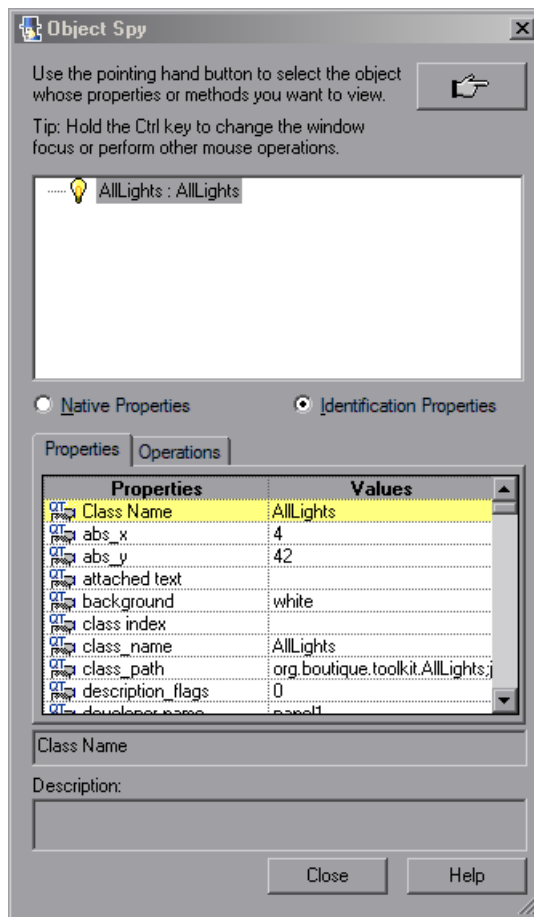 Object Spy
Use the pointing hand button to select the object
whose properties or methods you want to view.
Tip: Hold the Ctrl key to change the window
focus or perform other mouse operations.
AllLights : AllLights
Native Properties Identification Properties
Properties Operations
Properties Values
Class Name AllLights
abs_x 4
abs_y 42
attached text
background white
class index
class_name AllLights
class_path org.boutique.toolkit.AllLights;j
description_flags 0
developer name panel1
Class Name
Description:
Close Help